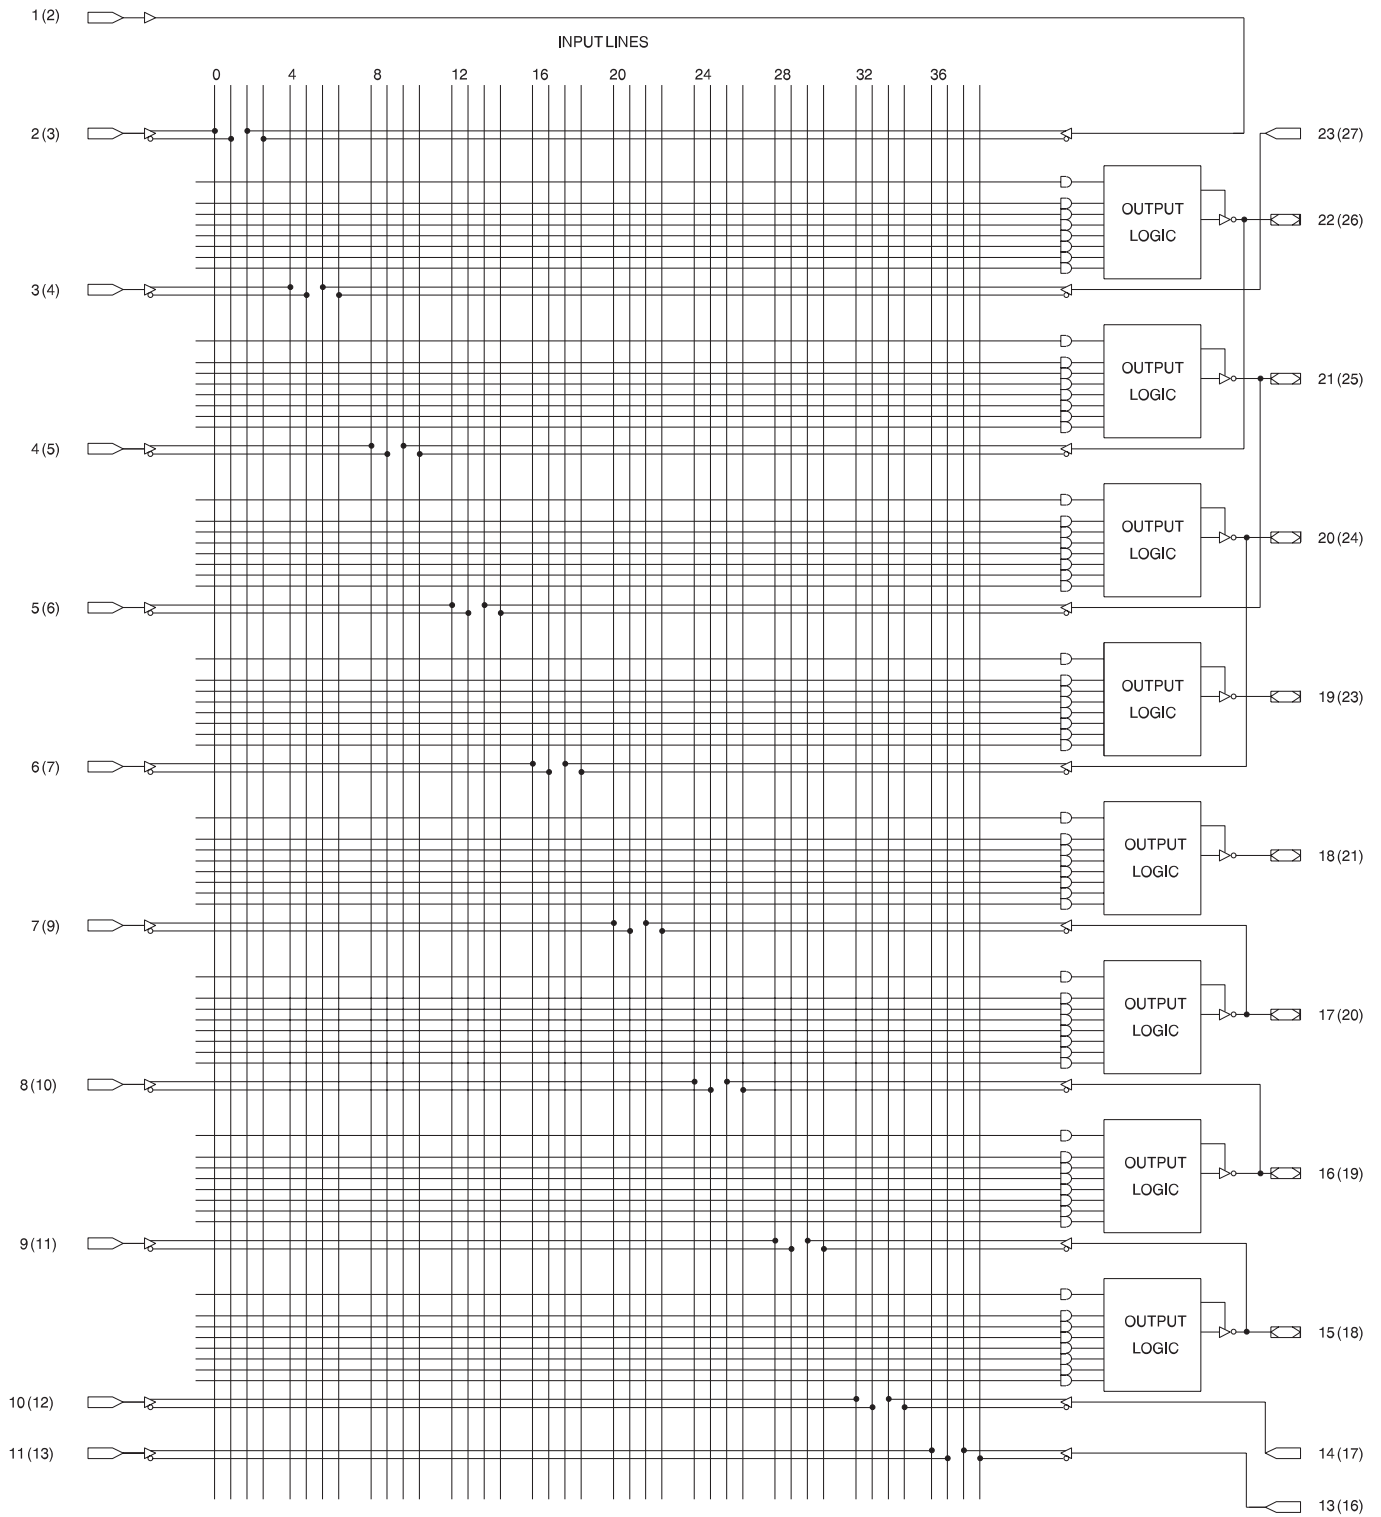 1(2)
INPUT LINES
0 4 8 12 16 20 24 28 32 36
2(3)
23(27)
OUTPUT
LOGIC
22(26)
3(4)
OUTPUT
LOGIC
21(25)
4(5)
OUTPUT
LOGIC
20(24)
5(6)
OUTPUT
LOGIC
19(23)
6(7)
OUTPUT
LOGIC
18(21)
7(9)
OUTPUT
LOGIC
17(20)
8(10)
OUTPUT
LOGIC
16(19)
9(11)
OUTPUT
LOGIC
15(18)
10(12)
11(13)
14(17)
13(16)